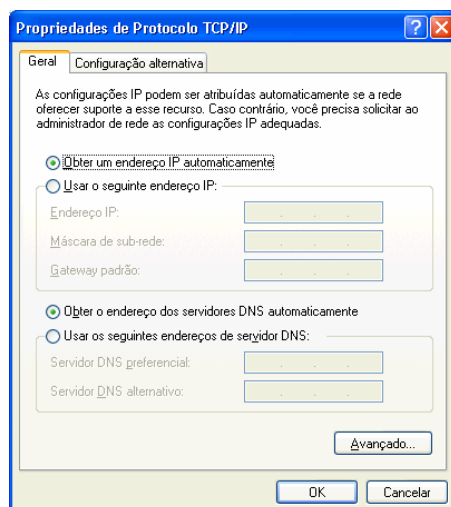 Propriedades de Protocolo TCP/IP
Geral
Configuração alternativa
As configurações IP podem ser atribuídas automaticamente se a rede
oferecer suporte a esse recurso. Caso contrário, você precisa solicitar ao
administrador de rede as configurações IP adequadas.
Obter um endereço IP automaticamente
Usar o seguinte endereço IP:
Endereço IP:
Máscara de sub-rede:
Gateway padrão:
Obter o endereço dos servidores DNS automaticamente
Usar os seguintes endereços de servidor DNS:
Servidor DNS preferencial:
Servidor DNS alternativo:
Avançado...
OK
Cancelar